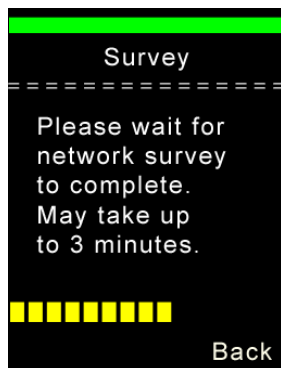 Survey
===============
Please wait for
network survey
to complete.
May take up
to 3 minutes.
Back